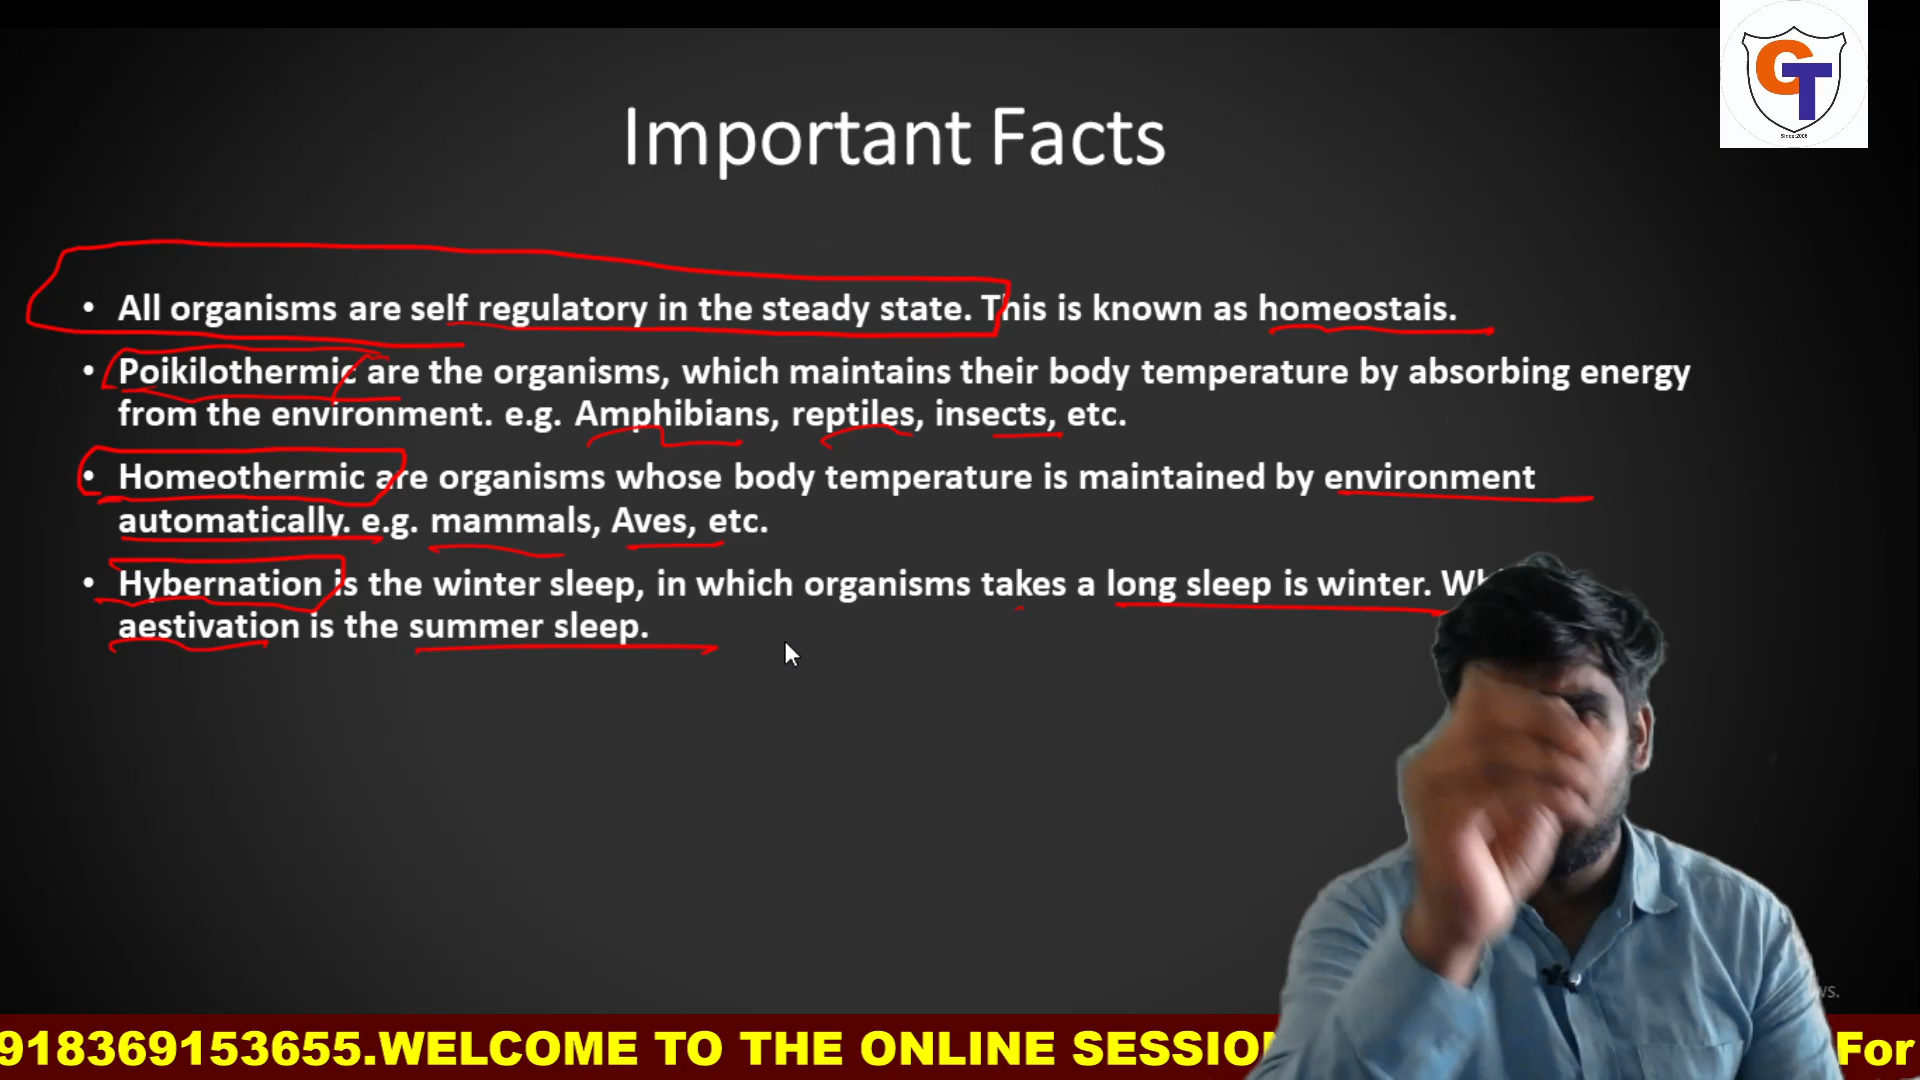 CT
Since:2006
Important Facts
• All organisms are self regulatory in the steady state. This is known as homeostais.
• Poikilothermic are the organisms, which maintains their body temperature by absorbing energy
from the environment. e.g. Amphibians, reptiles, insects, etc.
• Homeothermic are organisms whose body temperature is maintained by environment
automatically. e.g. mammals, Aves, etc.
• Hybernation is the winter sleep, in which organisms takes a long sleep is winter.
aestivation is the summer sleep.
918369153655.WELCOME TO THE ONLINE SESSIO For